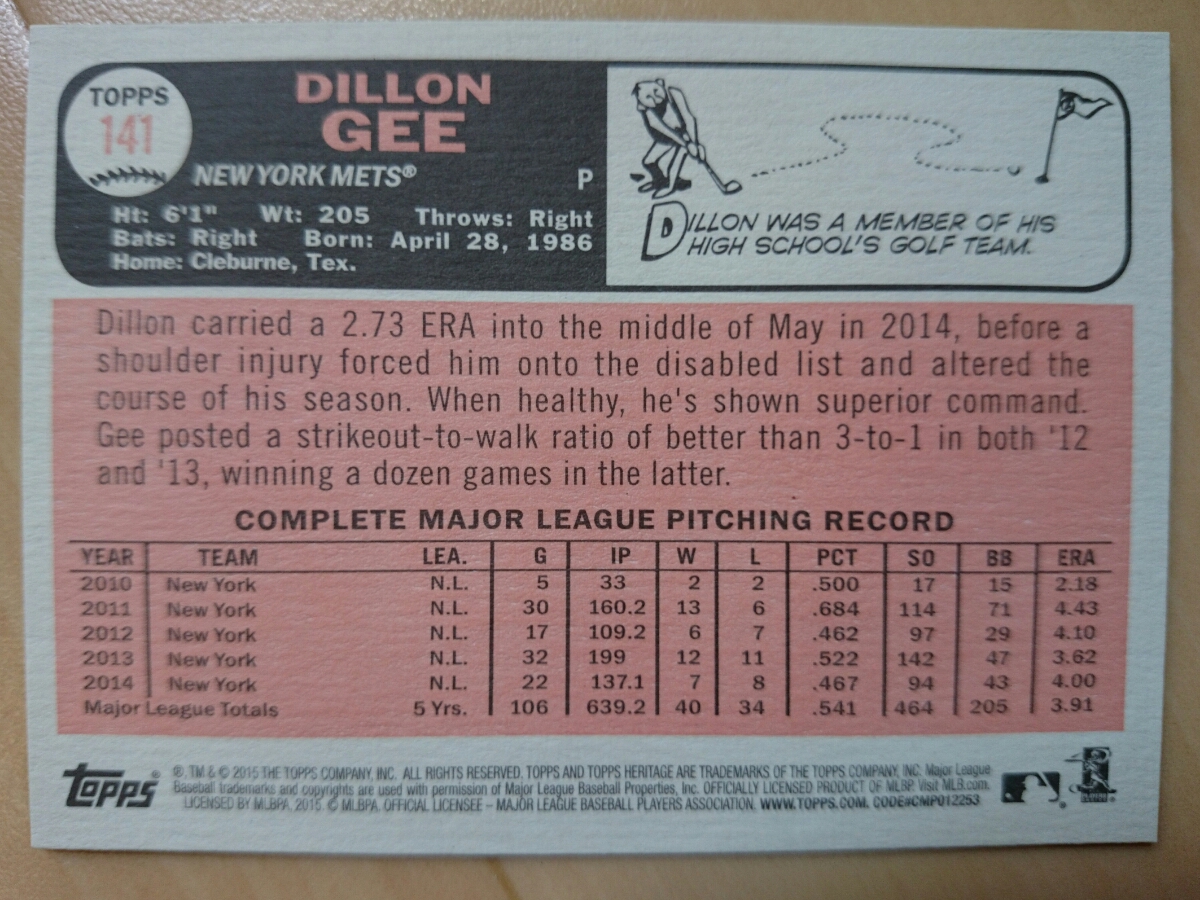 TOPPS
141
DILLON
GEE
NEW YORK METS® P
Ht: 6'1" Wt: 205 Throws: Right
Bats: Right Born: April 28, 1986
Home: Cleburne, Tex.
DILLON WAS A MEMBER OF HIS
HIGH SCHOOL'S GOLF TEAM.
Dillon carried a 2.73 ERA into the middle of May in 2014, before a
shoulder injury forced him onto the disabled list and altered the
course of his season. When healthy, he's shown superior command.
Gee posted a strikeout-to-walk ratio of better than 3-to-1 in both '12
and '13, winning a dozen games in the latter.
COMPLETE MAJOR LEAGUE PITCHING RECORD
YEAR TEAM LEA. G IP W L PCT SO BB ERA
2010 New York N.L. 5 33 2 2 .500 17 15 2.18
2011 New York N.L. 30 160.2 13 6 .684 114 71 4.43
2012 New York N.L. 17 109.2 6 7 .462 97 29 4.10
2013 New York N.L. 32 199 12 11 .522 142 47 3.62
2014 New York N.L. 22 137.1 7 8 .467 94 43 4.00
Major League Totals 5 Yrs. 106 639.2 40 34 .541 464 205 3.91
Topps®
®, TM & © 2015 THE TOPPS COMPANY, INC. ALL RIGHTS RESERVED. TOPPS AND TOPPS HERITAGE ARE TRADEMARKS OF THE TOPPS COMPANY, INC. Major League
Baseball trademarks and copyrights are used with permission of Major League Baseball Properties, Inc. OFFICIALLY LICENSED PRODUCT OF MLBP. Visit MLB.com.
LICENSED BY MLBPA, 2015. © MLBPA. OFFICIAL LICENSEE – MAJOR LEAGUE BASEBALL PLAYERS ASSOCIATION. WWW.TOPPS.COM. CODE#CMP012253